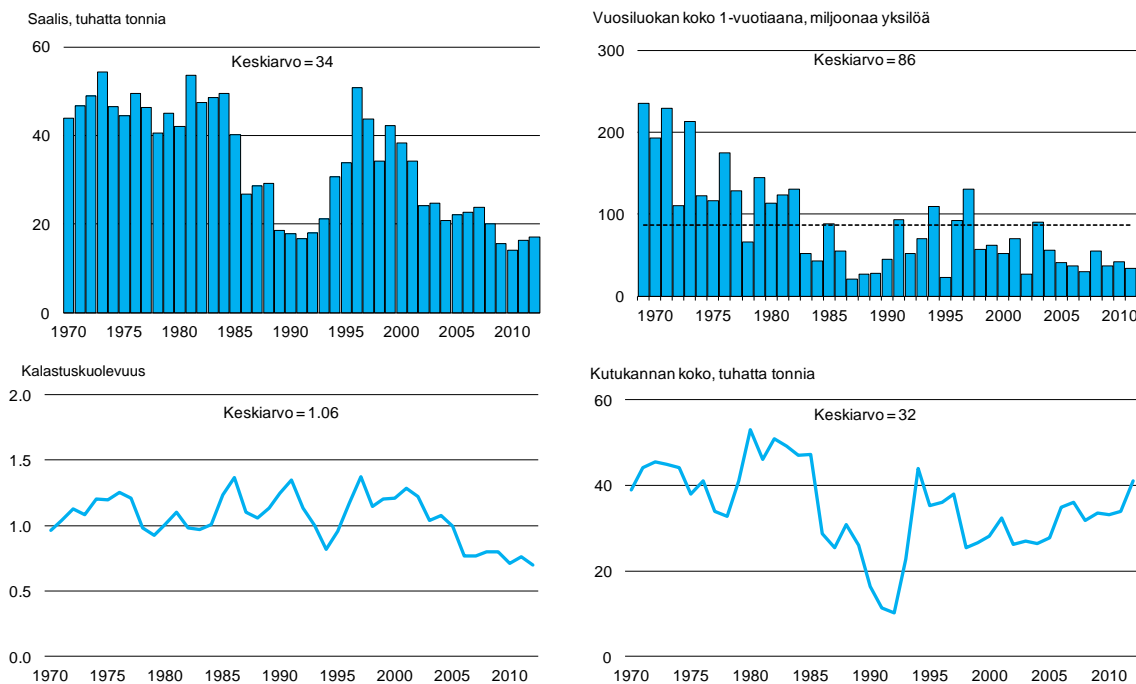 Saalis, tuhatta tonnia
60
Keskiarvo = 34
40
20
0
1970 1975 1980 1985 1990 1995 2000 2005 2010
Vuosiluokan koko 1-vuotiaana, miljoonaa yksilöä
300
Keskiarvo = 86
200
100
0
1970 1975 1980 1985 1990 1995 2000 2005 2010
Kalastuskuolevuus
2.0
Keskiarvo = 1.06
1.5
1.0
0.5
0.0
1970 1975 1980 1985 1990 1995 2000 2005 2010
Kutukannan koko, tuhatta tonnia
60
Keskiarvo = 32
40
20
0
1970 1975 1980 1985 1990 1995 2000 2005 2010